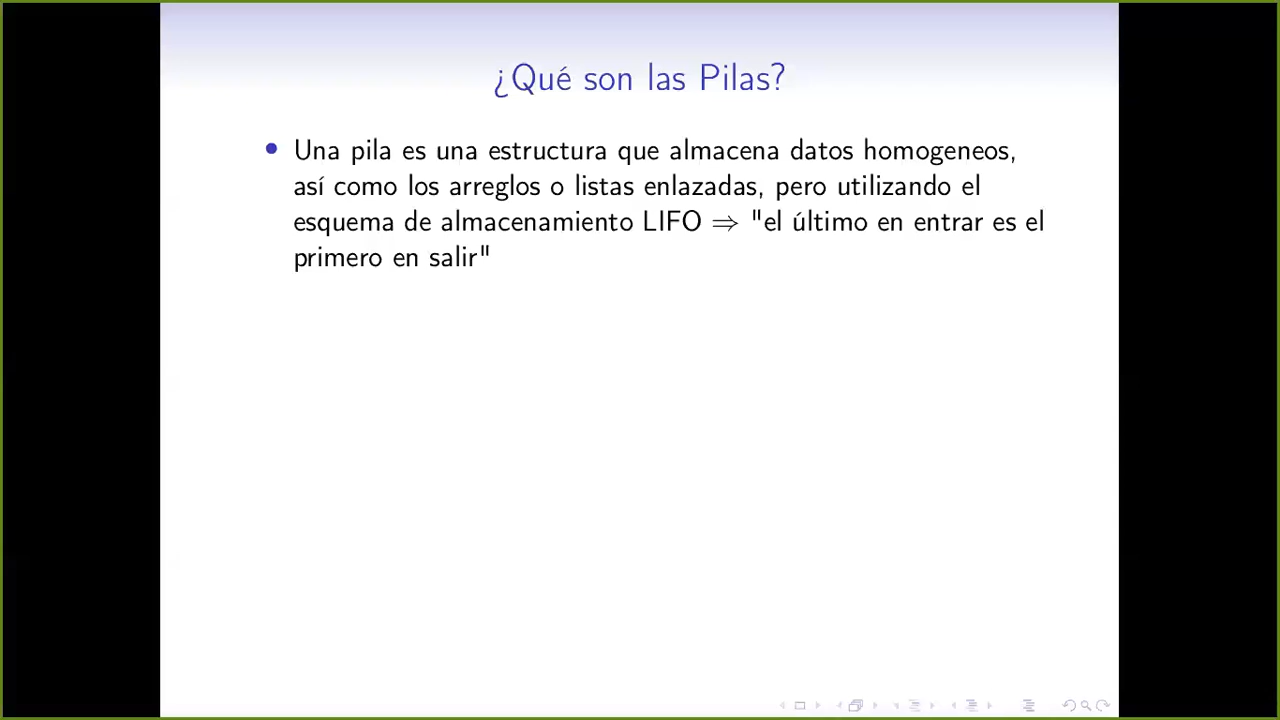 ¿Qué son las Pilas?
• Una pila es una estructura que almacena datos homogeneos,
así como los arreglos o listas enlazadas, pero utilizando el
esquema de almacenamiento LIFO ⇒ "el último en entrar es el
primero en salir"